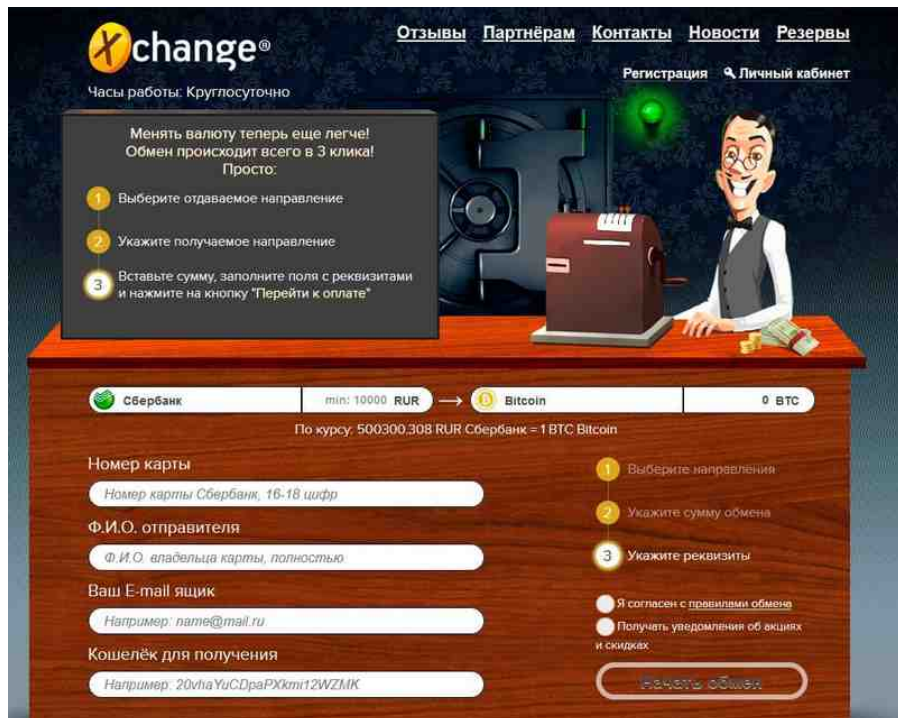 Xchange®
Отзывы Партнёрам Контакты Новости Резервы
Регистрация Личный кабинет
Часы работы: Круглосуточно
Менять валюту теперь еще легче!
Обмен происходит всего в 3 клика!
Просто:
1 Выберите отдаваемое направление
2 Укажите получаемое направление
3 Вставьте сумму, заполните поля с реквизитами
и нажмите на кнопку "Перейти к оплате"
Сбербанк min: 10000 RUR → Bitcoin 0 BTC
По курсу: 500300.308 RUR Сбербанк = 1 BTC Bitcoin
Номер карты
Номер карты Сбербанк, 16-18 цифр
Ф.И.О. отправителя
Ф.И.О. владельца карты, полностью
Ваш E-mail ящик
Например: name@mail.ru
Кошелёк для получения
Например: 20vhaYuCDpaPXkmi12WZMK
1 Выберите направления
2 Укажите сумму обмена
3 Укажите реквизиты
Я согласен с правилами обмена
Получать уведомления об акциях
и скидках
Начать обмен